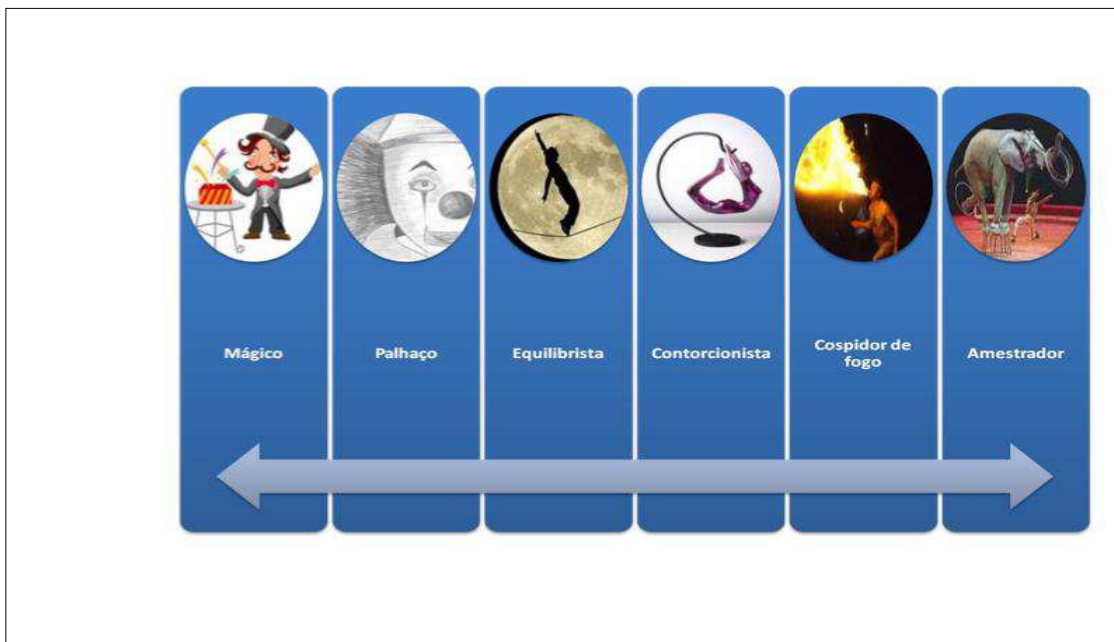 Mágico
Palhaço
Equilibrista
Contorcionista
Cospidor de
fogo
Amestrador